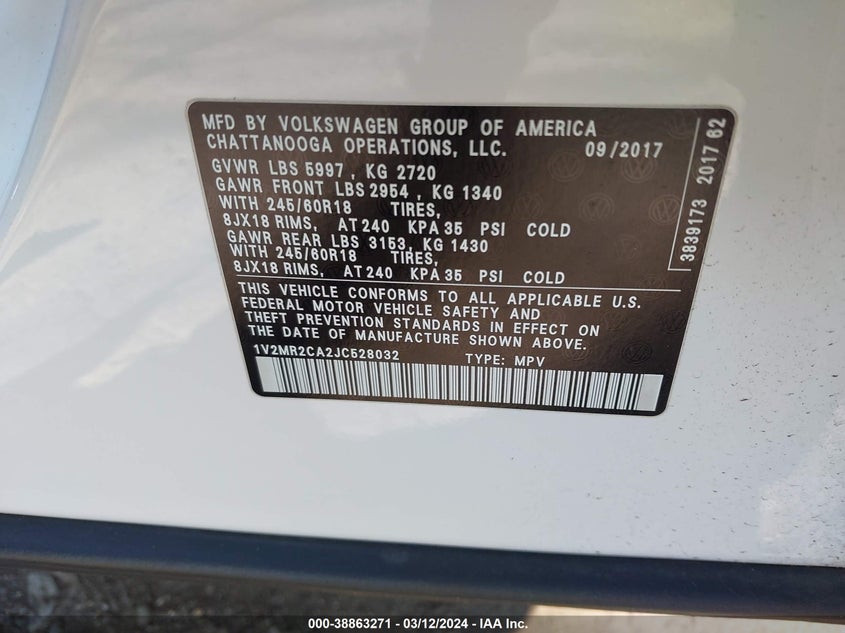 MFD BY VOLKSWAGEN GROUP OF AMERICA
CHATTANOOGA OPERATIONS, LLC. 09/2017
GVWR LBS 5997 , KG 2720
GAWR FRONT LBS 2954 , KG 1340
WITH 245/60R18 TIRES,
8JX18 RIMS, AT 240 KPA 35 PSI COLD
GAWR REAR LBS 3153, KG 1430
WITH 245/60R18 TIRES,
8JX18 RIMS, AT 240 KPA 35 PSI COLD
THIS VEHICLE CONFORMS TO ALL APPLICABLE U.S.
FEDERAL MOTOR VEHICLE SAFETY AND
THEFT PREVENTION STANDARDS IN EFFECT ON
THE DATE OF MANUFACTURE SHOWN ABOVE.
1V2MR2CA2JC528032 TYPE: MPV
3839173 2017 62
000-38863271 - 03/12/2024 - IAA Inc.